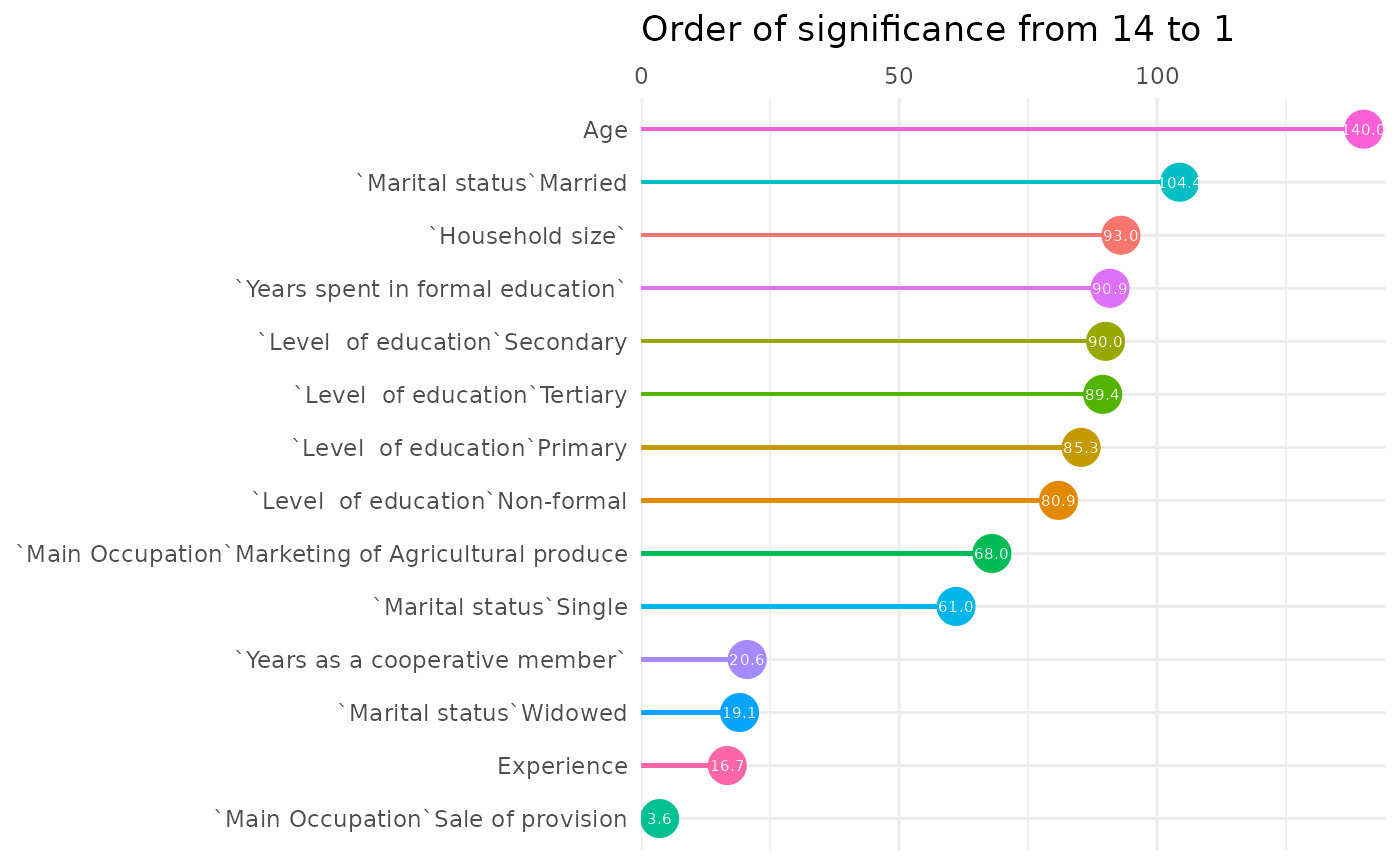 Order of significance from 14 to 1
0 50 100
Age 140.0
`Marital status`Married 104.4
`Household size` 93.0
`Years spent in formal education` 90.9
`Level  of education`Secondary 90.0
`Level  of education`Tertiary 89.4
`Level  of education`Primary 85.3
`Level  of education`Non-formal 80.9
`Main Occupation`Marketing of Agricultural produce 68.0
`Marital status`Single 61.0
`Years as a cooperative member` 20.6
`Marital status`Widowed 19.1
Experience 16.7
`Main Occupation`Sale of provision 3.6